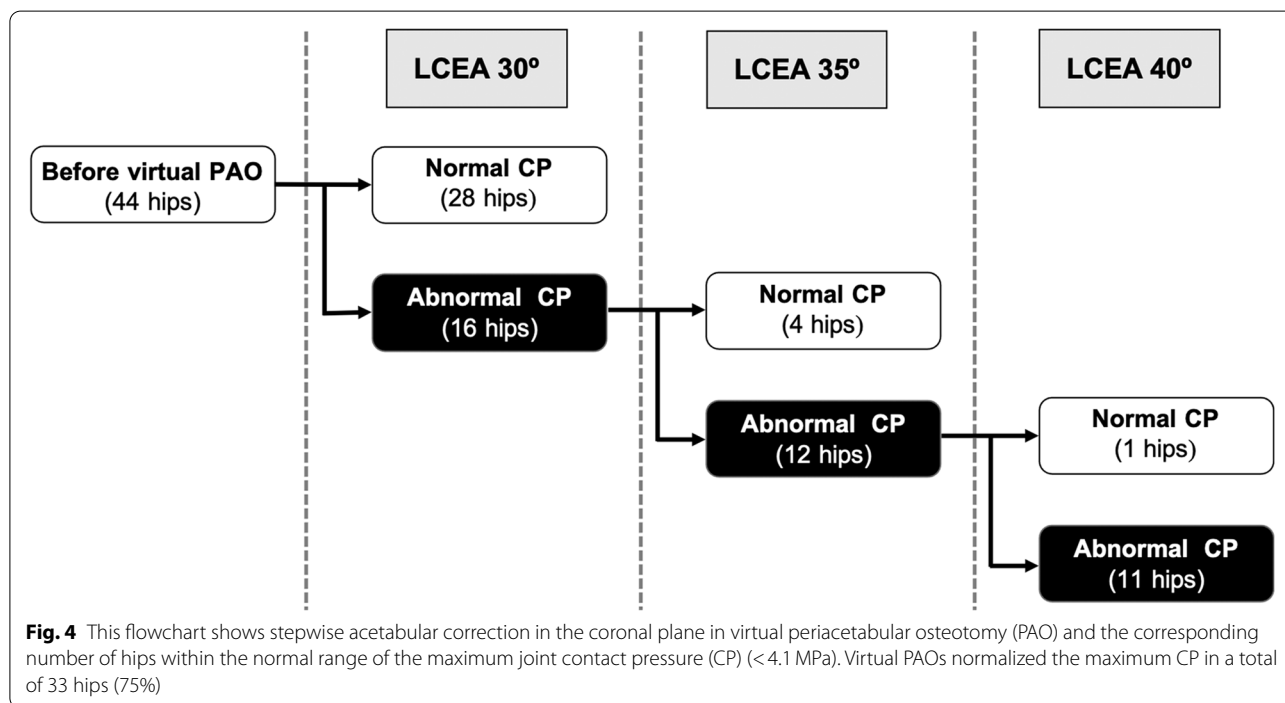 LCEA 30º
LCEA 35º
LCEA 40º
Before virtual PAO
(44 hips)
Normal CP
(28 hips)
Abnormal CP
(16 hips)
Normal CP
(4 hips)
Abnormal CP
(12 hips)
Normal CP
(1 hips)
Abnormal CP
(11 hips)
Fig. 4 This flowchart shows stepwise acetabular correction in the coronal plane in virtual periacetabular osteotomy (PAO) and the corresponding
number of hips within the normal range of the maximum joint contact pressure (CP) (< 4.1 MPa). Virtual PAOs normalized the maximum CP in a total
of 33 hips (75%)